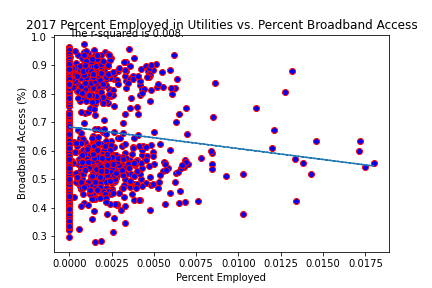 2017 Percent Employed in Utilities vs. Percent Broadband Access
The r-squared is 0.008.
1.0
0.9
0.8
0.7
0.6
0.5
0.4
0.3
Broadband Access (%)
0.0000 0.0025 0.0050 0.0075 0.0100 0.0125 0.0150 0.0175
Percent Employed